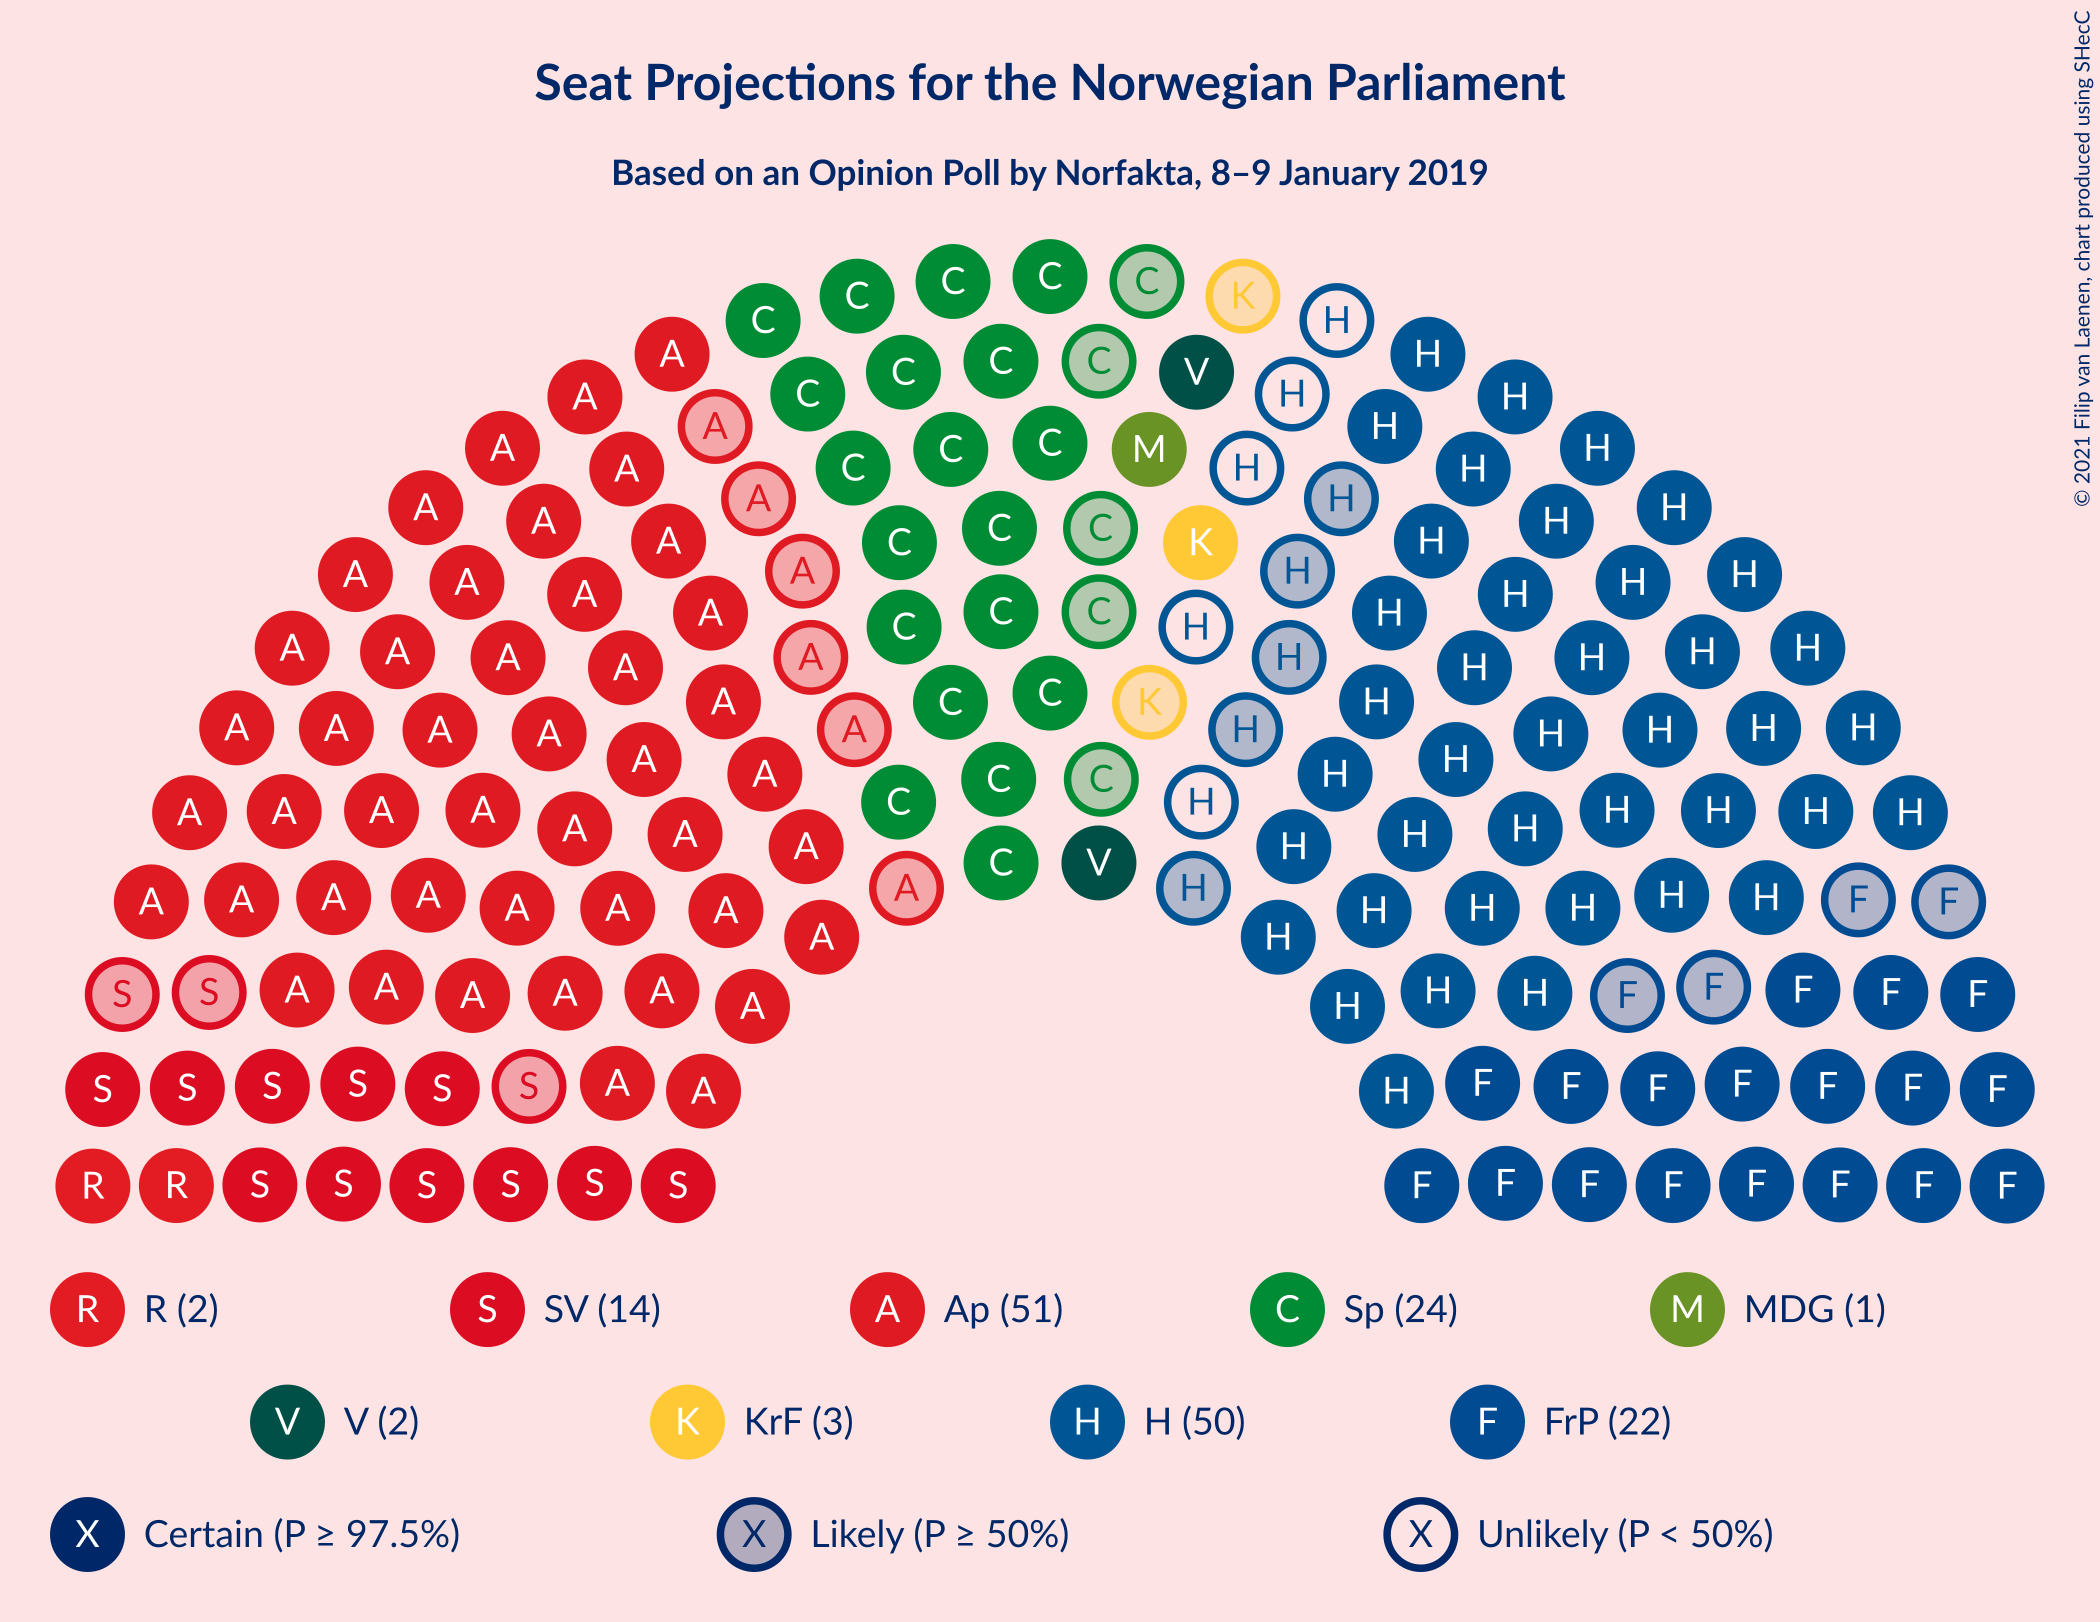 Seat Projections for the Norwegian Parliament
Based on an Opinion Poll by Norfakta, 8–9 January 2019
© 2021 Filip van Laenen, chart produced using SHecC
C C C C C K H
A C C C C V H H
A A C C C M H H H
A A A C C C K H H H H
A A A A C C C H H H H H
A A A A A C C K H H H H H
A A A A A A C C C H H H H H H
A A A A A A A A C V H H H H H H H H
A A A A A A A A H H H H H H F F
S S A A A A A A H H H F F F F F
S S S S S S A A H F F F F F F F
R R S S S S S S F F F F F F F F
R R (2)
S SV (14)
A Ap (51)
C Sp (24)
M MDG (1)
V V (2)
K KrF (3)
H H (50)
F FrP (22)
X Certain (P ≥ 97.5%)
X Likely (P ≥ 50%)
X Unlikely (P < 50%)